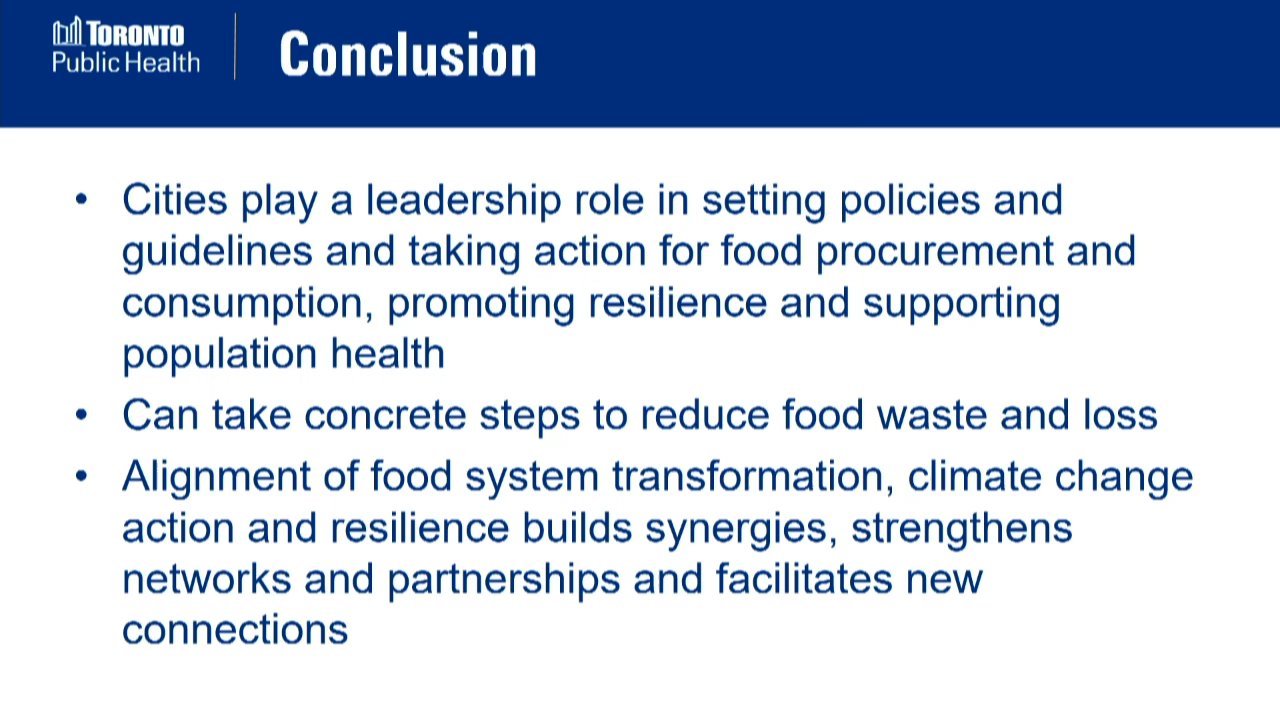 TORONTO
Public Health
Conclusion
• Cities play a leadership role in setting policies and
guidelines and taking action for food procurement and
consumption, promoting resilience and supporting
population health
• Can take concrete steps to reduce food waste and loss
• Alignment of food system transformation, climate change
action and resilience builds synergies, strengthens
networks and partnerships and facilitates new
connections